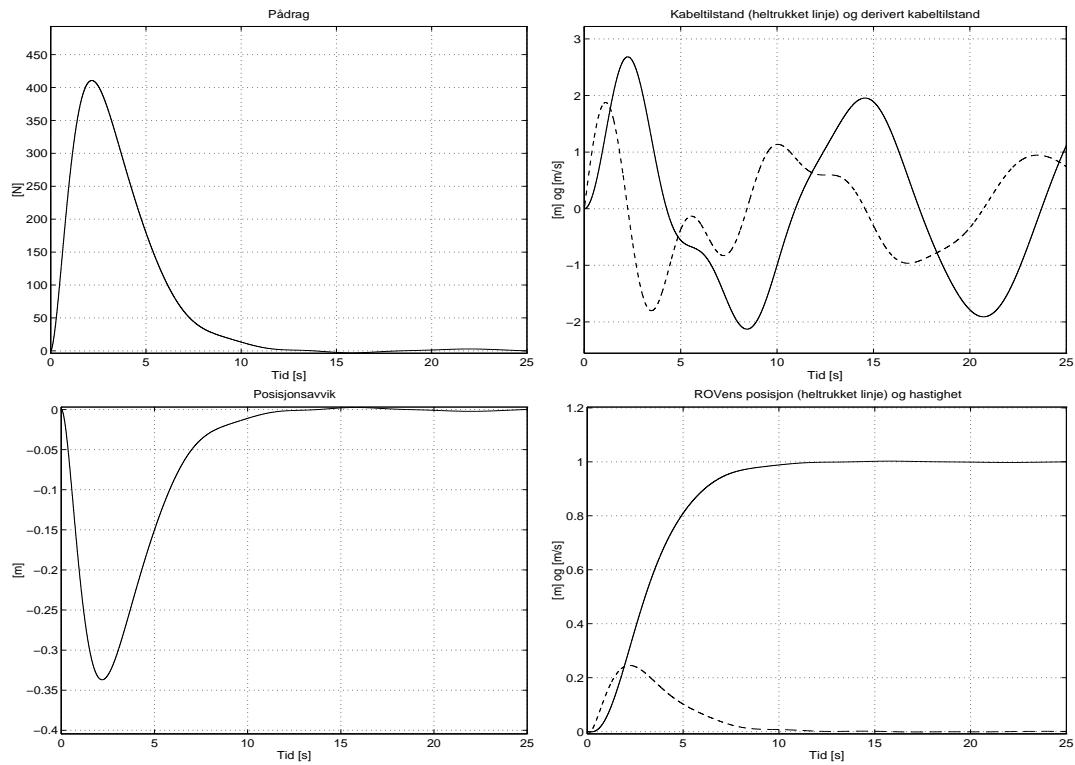 Pådrag
450
400
350
300
250
200
150
100
50
0
[N]
0 5 10 15 20 25
Tid [s]
Kabeltilstand (heltrukket linje) og derivert kabeltilstand
3
2
1
0
−1
−2
[m] og [m/s]
0 5 10 15 20 25
Tid [s]
Posisjonsavvik
0
−0.05
−0.1
−0.15
−0.2
−0.25
−0.3
−0.35
−0.4
[m]
0 5 10 15 20 25
Tid [s]
ROVens posisjon (heltrukket linje) og hastighet
1.2
1
0.8
0.6
0.4
0.2
0
[m] og [m/s]
0 5 10 15 20 25
Tid [s]